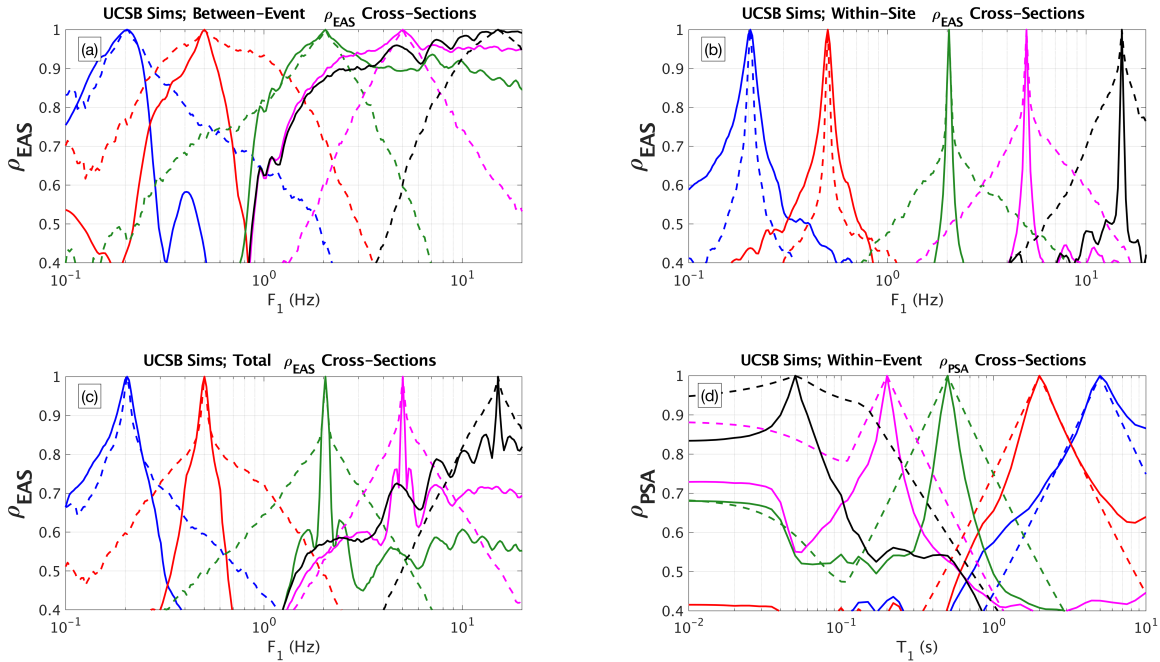 UCSB Sims; Between-Event ρEAS Cross-Sections
(a)
1
0.9
0.8
0.7
0.6
0.5
0.4
ρEAS
10⁻¹ 10⁰ 10¹
F₁ (Hz)
UCSB Sims; Within-Site ρEAS Cross-Sections
(b)
1
0.9
0.8
0.7
0.6
0.5
0.4
ρEAS
10⁻¹ 10⁰ 10¹
F₁ (Hz)
UCSB Sims; Total ρEAS Cross-Sections
(c)
1
0.9
0.8
0.7
0.6
0.5
0.4
ρEAS
10⁻¹ 10⁰ 10¹
F₁ (Hz)
UCSB Sims; Within-Event ρPSA Cross-Sections
(d)
1
0.9
0.8
0.7
0.6
0.5
0.4
ρPSA
10⁻² 10⁻¹ 10⁰ 10¹
T₁ (s)